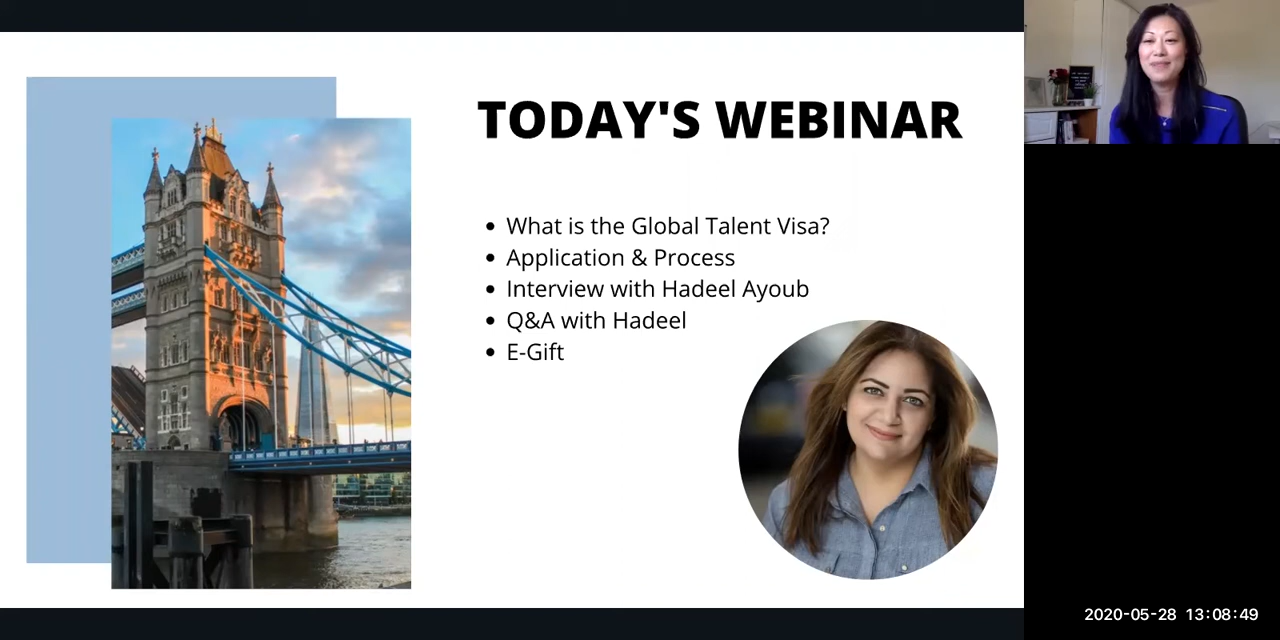 TODAY'S WEBINAR
• What is the Global Talent Visa?
• Application & Process
• Interview with Hadeel Ayoub
• Q&A with Hadeel
• E-Gift
2020-05-28 13:08:49